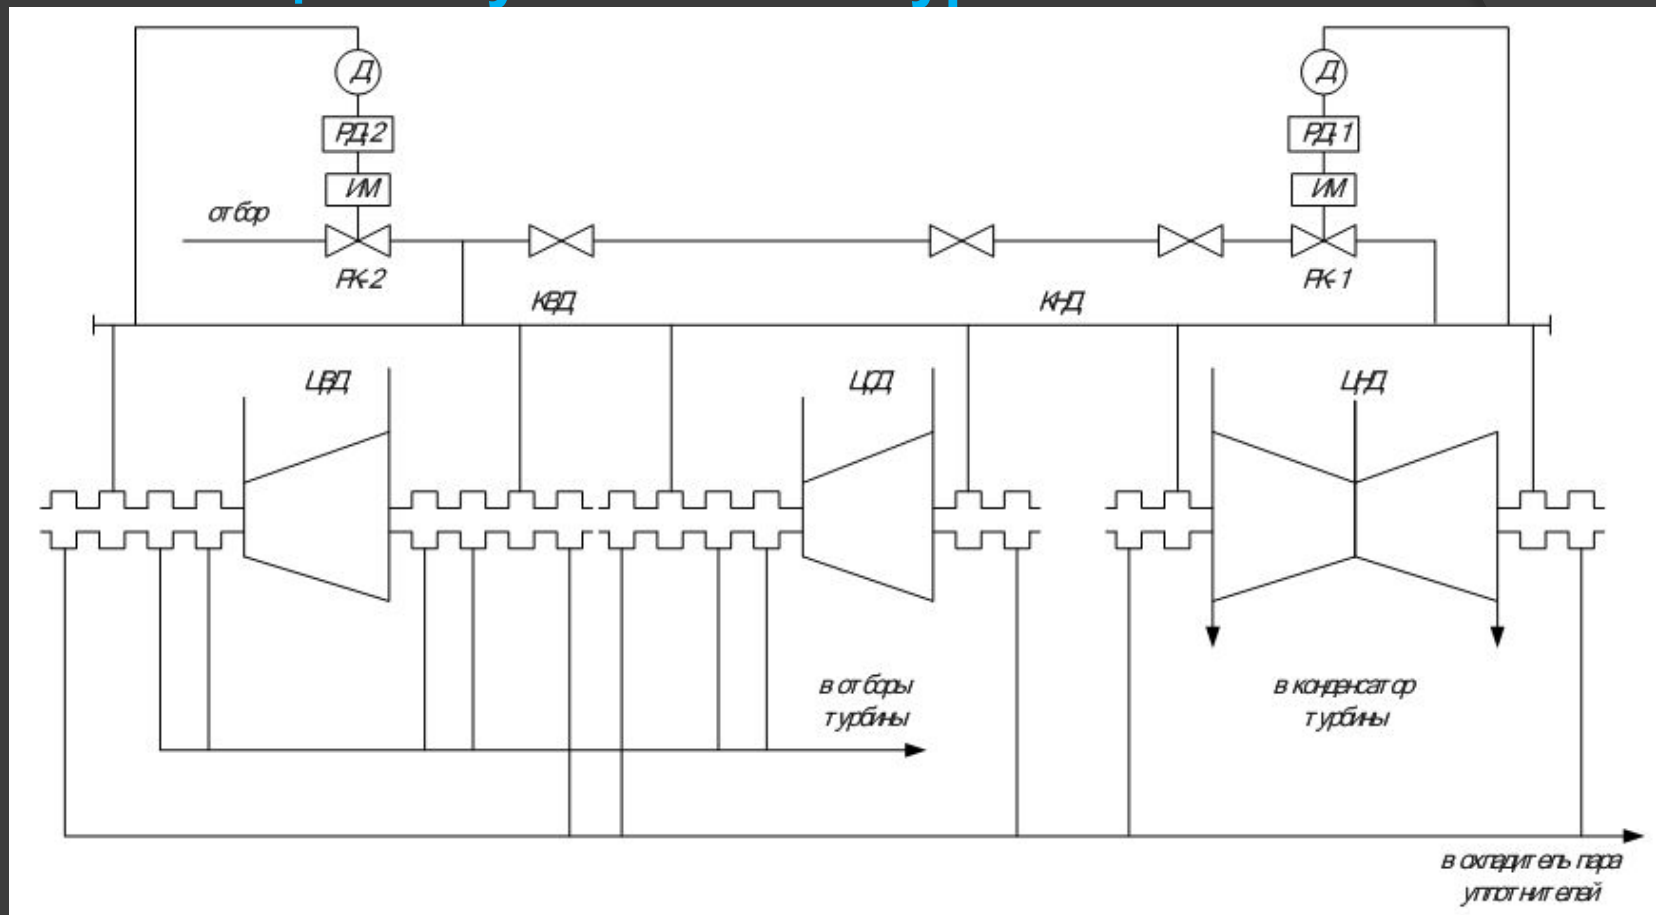 Д
Д
РД-2
РД-1
ИМ
ИМ
отбор
РК-2
РК-1
КВД
КНД
ЦВД
ЦСД
ЦНД
в отборы
турбины
в конденсатор
турбины
в охладитель пара
уплотнителей